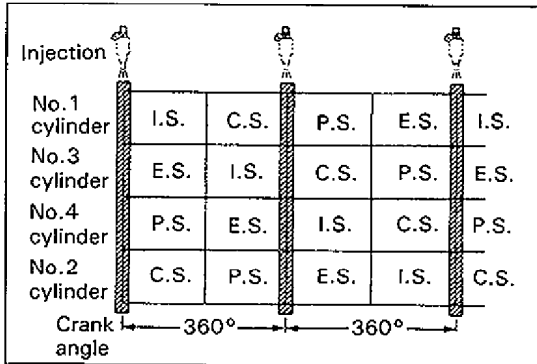 Injection
No.1 cylinder I.S. C.S. P.S. E.S. I.S.
No.3 cylinder E.S. I.S. C.S. P.S. E.S.
No.4 cylinder P.S. E.S. I.S. C.S. P.S.
No.2 cylinder C.S. P.S. E.S. I.S. C.S.
Crank angle 360° 360°